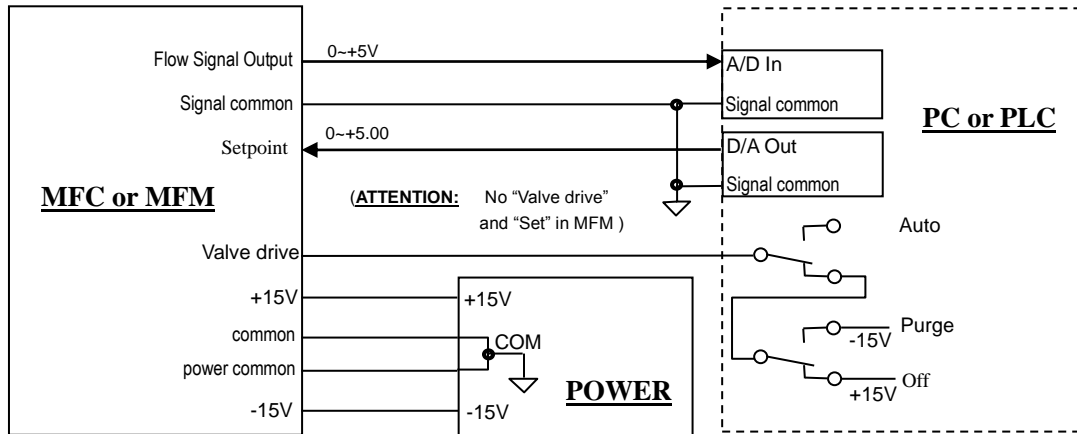 Flow Signal Output
0~+5V
A/D In
Signal common
Signal common
PC or PLC
Setpoint
0~+5.00
D/A Out
Signal common
MFC or MFM
(ATTENTION: No “Valve drive”
and “Set” in MFM )
Auto
Valve drive
+15V
+15V
Purge
-15V
common
COM
power common
POWER
Off
+15V
-15V
-15V